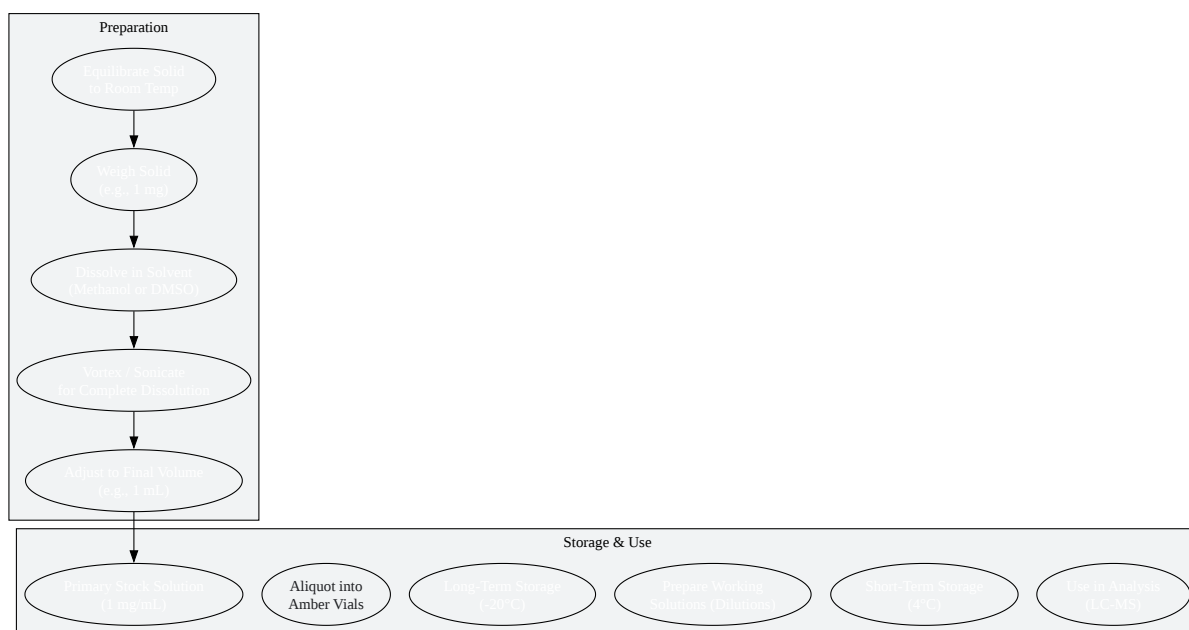 Preparation
Equilibrate Solid
to Room Temp
Weigh Solid
(e.g., 1 mg)
Dissolve in Solvent
(Methanol or DMSO)
Vortex / Sonicate
for Complete Dissolution
Adjust to Final Volume
(e.g., 1 mL)
Storage & Use
Primary Stock Solution
(1 mg/mL)
Aliquot into
Amber Vials
Long-Term Storage
(-20°C)
Prepare Working
Solutions (Dilutions)
Short-Term Storage
(4°C)
Use in Analysis
(LC-MS)